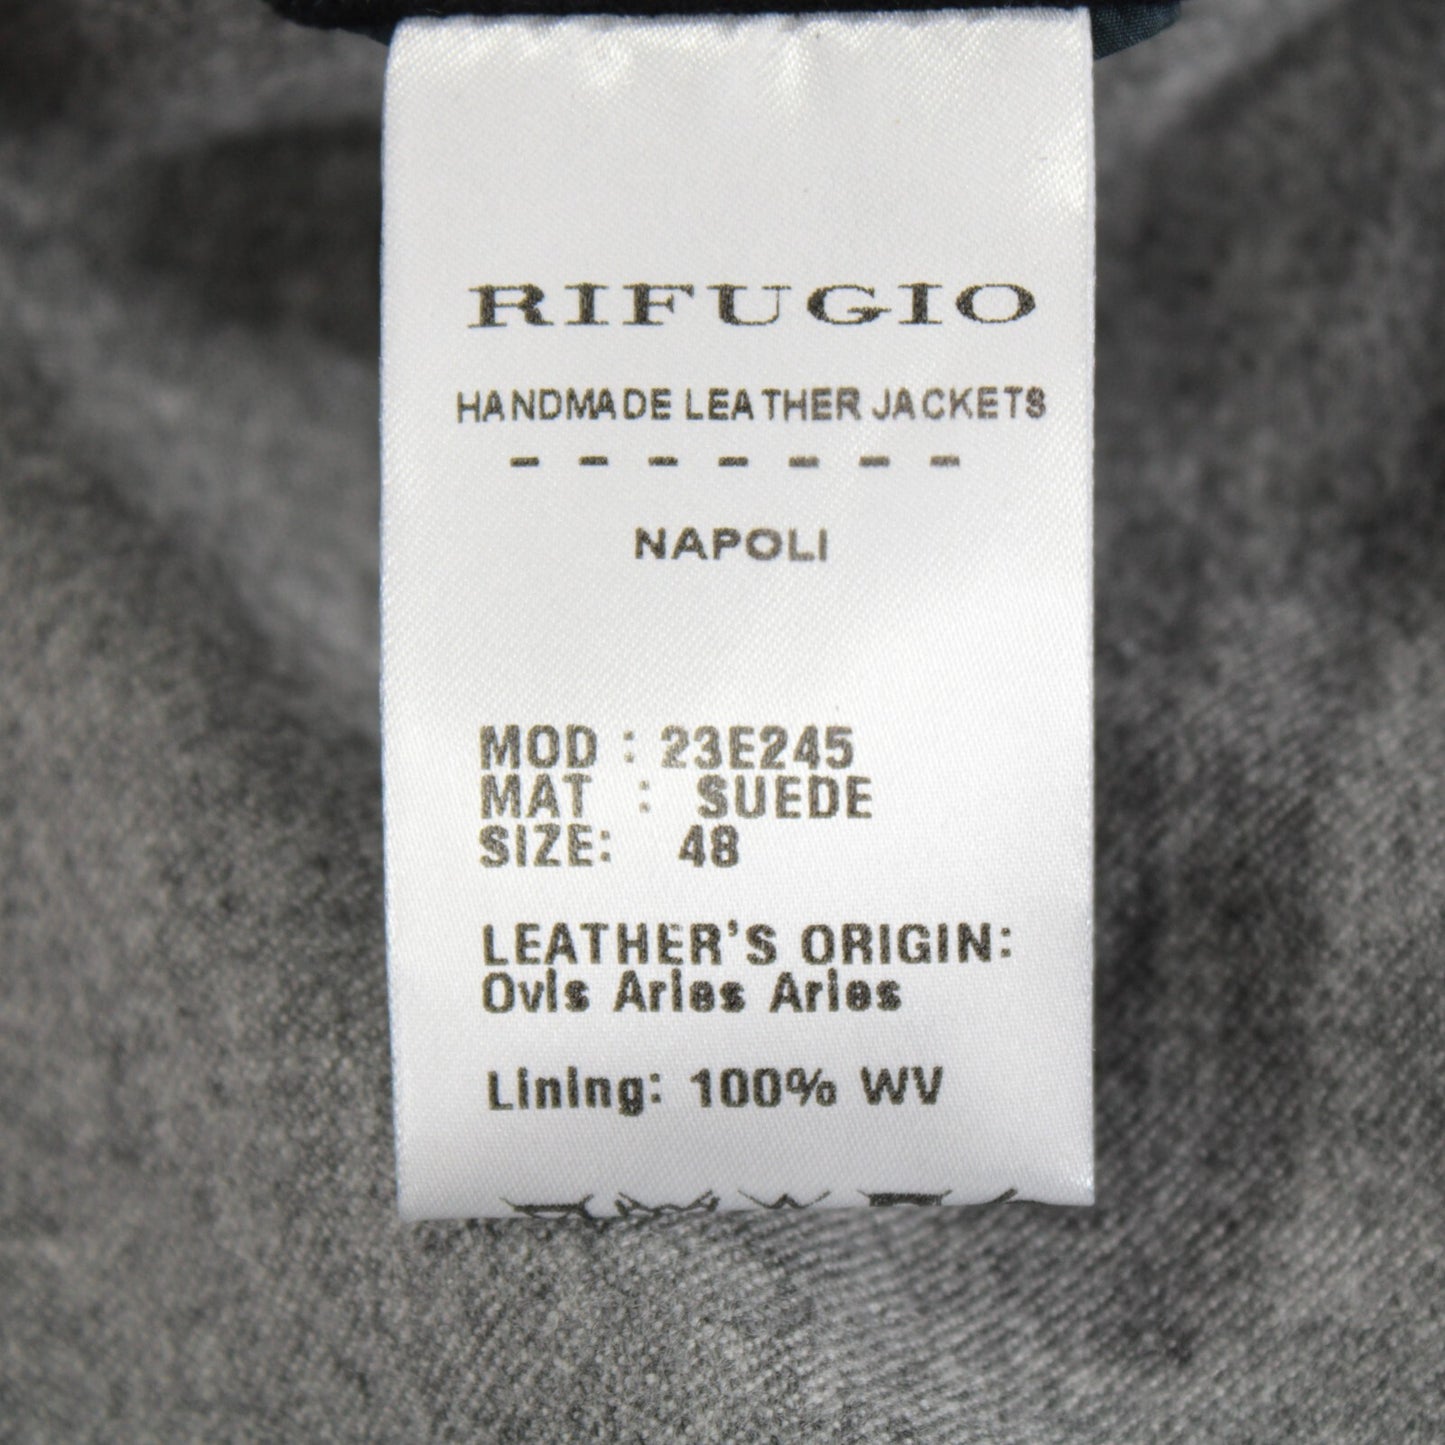 RIFUGIO
HANDMADE LEATHER JACKETS
- - - - - - -
NAPOLI
MOD : 23E245
MAT : SUEDE
SIZE: 48
LEATHER'S ORIGIN:
Ovis Aries Aries
Lining: 100% WV